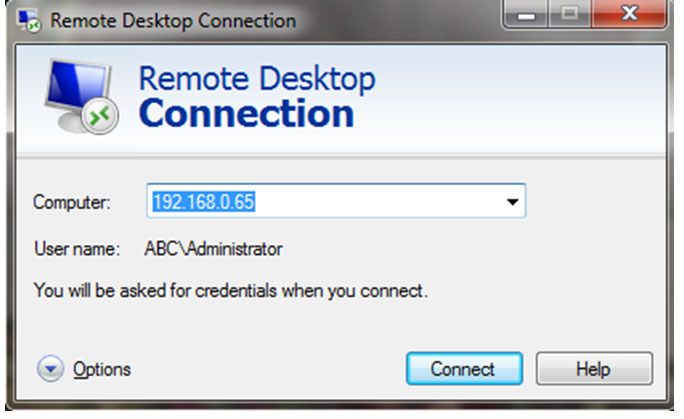 Remote Desktop Connection
Remote Desktop
Connection
Computer: 192.168.0.65
User name: ABC\Administrator
You will be asked for credentials when you connect.
Options Connect Help